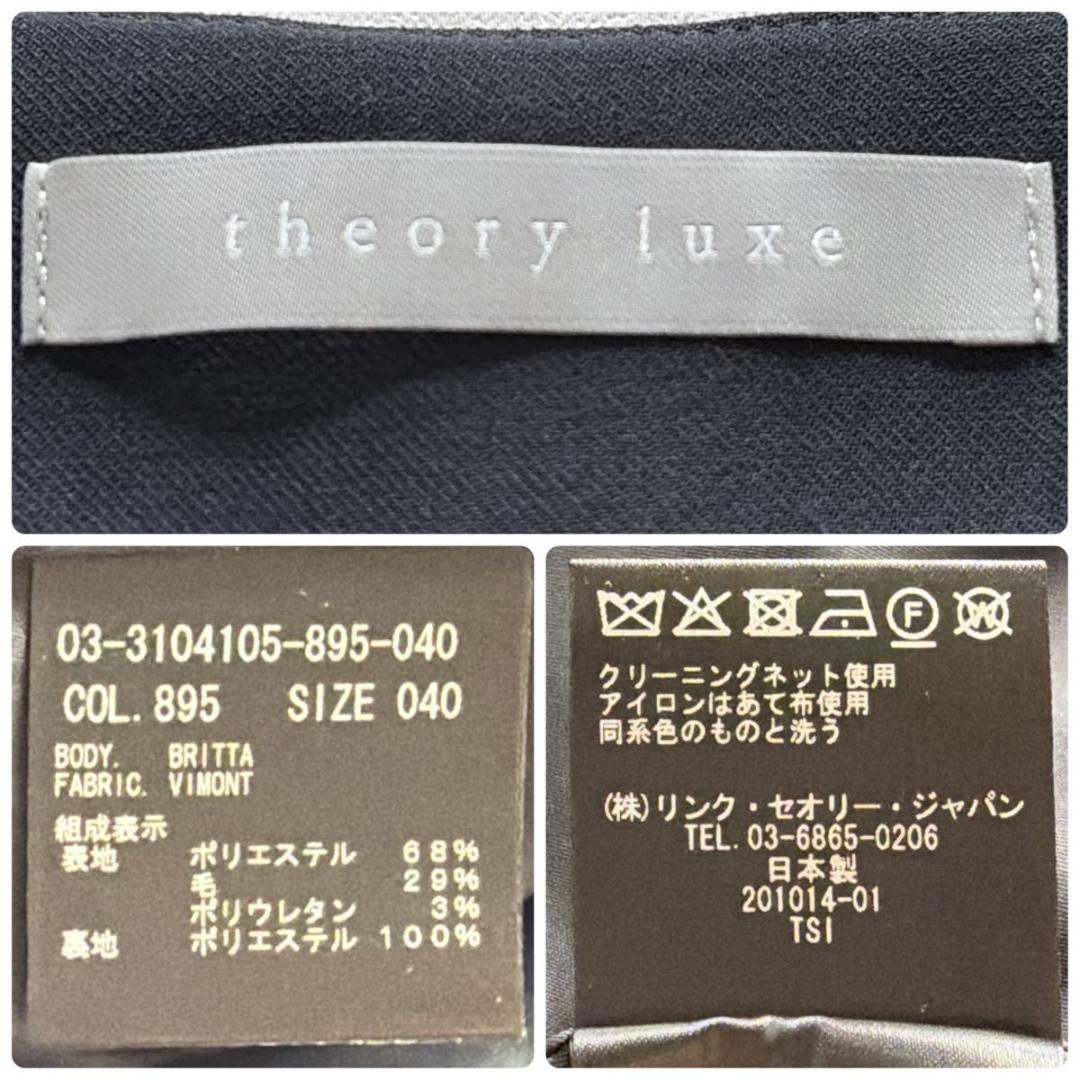 theory luxe
03-3104105-895-040
COL. 895 SIZE 040
BODY. BRITTA
FABRIC. VIMONT
組成表示
表地 ポリエステル 68%
毛 29%
ポリウレタン 3%
裏地 ポリエステル 100%
F W
クリーニングネット使用
アイロンはあて布使用
同系色のものと洗う
(株)リンク・セオリー・ジャパン
TEL. 03-6865-0206
日本製
201014-01
TSI